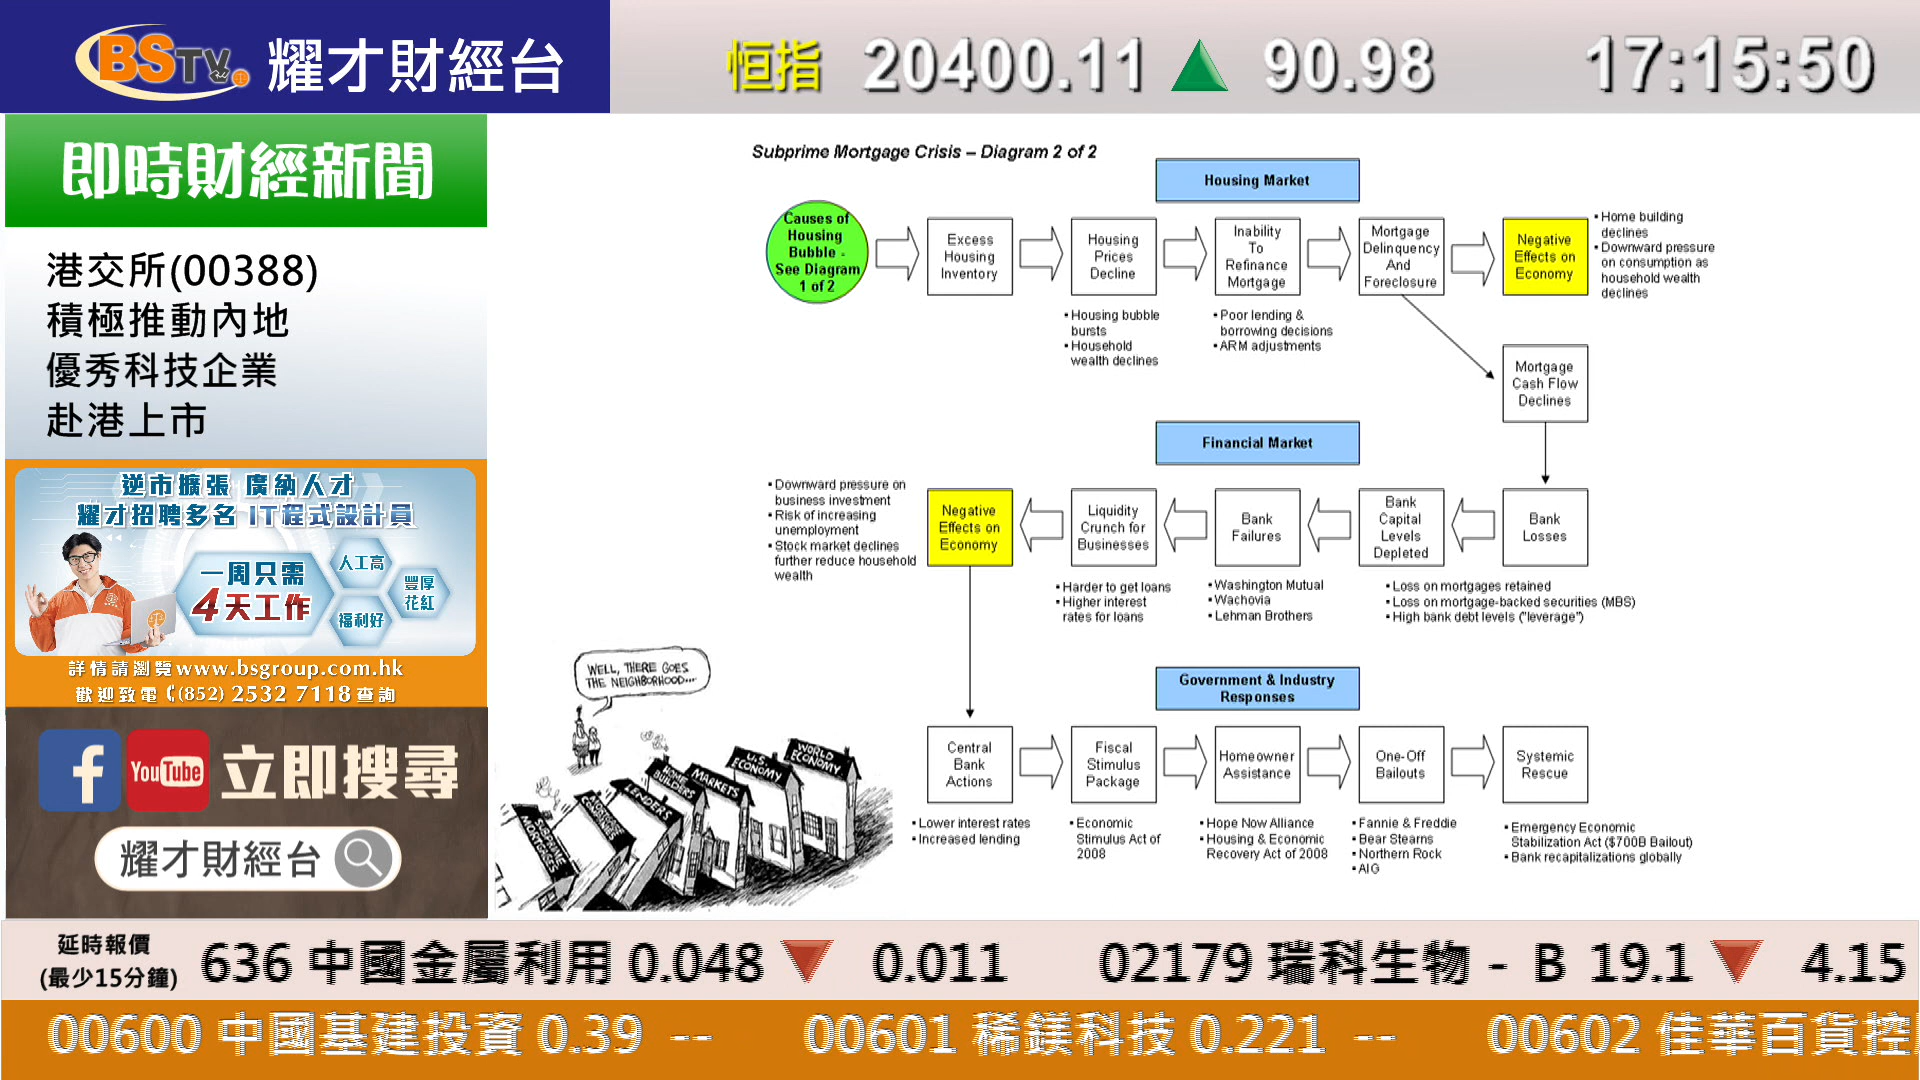 BSTV 耀才財經台
恒指 20400.11 ▲ 90.98 17:15:50
即時財經新聞
港交所(00388)
積極推動內地
優秀科技企業
赴港上市
逆市擴張 廣納人才
耀才招聘多名 IT程式設計員
一周只需
4天工作
人工高
豐厚
花紅
福利好
詳情請瀏覽www.bsgroup.com.hk
歡迎致電 (852) 2532 7118 查詢
f YouTube 立即搜尋
耀才財經台
Subprime Mortgage Crisis – Diagram 2 of 2
Housing Market
Causes of
Housing
Bubble -
See Diagram
1 of 2
Excess
Housing
Inventory
Housing
Prices
Decline
▪ Housing bubble
bursts
▪ Household
wealth declines
Inability
To
Refinance
Mortgage
▪ Poor lending &
borrowing decisions
▪ ARM adjustments
Mortgage
Delinquency
And
Foreclosure
Negative
Effects on
Economy
▪ Home building
declines
▪ Downward pressure
on consumption as
household wealth
declines
Mortgage
Cash Flow
Declines
Financial Market
Bank
Losses
Bank
Capital
Levels
Depleted
▪ Loss on mortgages retained
▪ Loss on mortgage-backed securities (MBS)
▪ High bank debt levels ("leverage")
Bank
Failures
▪ Washington Mutual
▪ Wachovia
▪ Lehman Brothers
Liquidity
Crunch for
Businesses
▪ Harder to get loans
▪ Higher interest
rates for loans
Negative
Effects on
Economy
▪ Downward pressure on
business investment
▪ Risk of increasing
unemployment
▪ Stock market declines
further reduce household
wealth
Government & Industry
Responses
Central
Bank
Actions
▪ Lower interest rates
▪ Increased lending
Fiscal
Stimulus
Package
▪ Economic
Stimulus Act of
2008
Homeowner
Assistance
▪ Hope Now Alliance
▪ Housing & Economic
Recovery Act of 2008
One-Off
Bailouts
▪ Fannie & Freddie
▪ Bear Stearns
▪ Northern Rock
▪ AIG
Systemic
Rescue
▪ Emergency Economic
Stabilization Act ($700B Bailout)
▪ Bank recapitalizations globally
WELL, THERE GOES
THE NEIGHBORHOOD...
SUBPRIME
MORTGAGES
LENDERS
HOME
BUILDERS
MARKETS
U.S.
ECONOMY
WORLD
ECONOMY
延時報價
(最少15分鐘)
636 中國金屬利用 0.048 ▼ 0.011 02179 瑞科生物 - B 19.1 ▼ 4.15
00600 中國基建投資 0.39 -- 00601 稀鎂科技 0.221 -- 00602 佳華百貨控